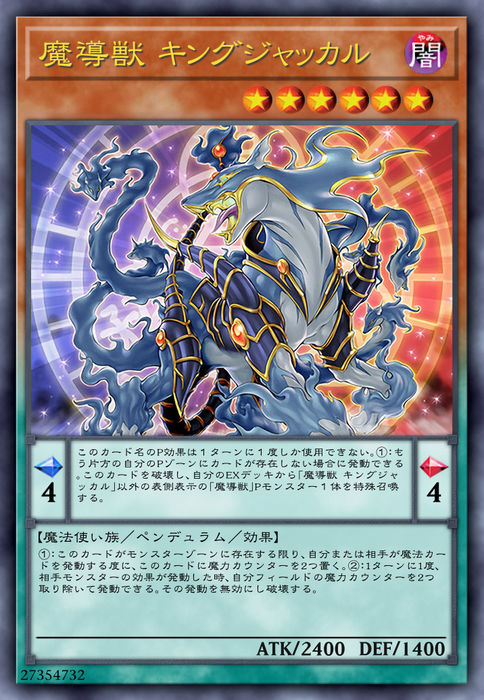 魔導獣 キングジャッカル
やみ
闇
このカード名のP効果は1ターンに1度しか使用できない。①:も
う片方の自分のPゾーンにカードが存在しない場合に発動できる
。このカードを破壊し、自分のEXデッキから「魔導獣 キングジャ
ッカル」以外の表側表示の「魔導獣」Pモンスター1体を特殊召喚
する。
4
4
【魔法使い族/ペンデュラム/効果】
①:このカードがモンスターゾーンに存在する限り、自分または相手が魔法カー
ドを発動する度に、このカードに魔力カウンターを2つ置く。②:1ターンに1度、
相手モンスターの効果が発動した時、自分フィールドの魔力カウンターを2つ
取り除いて発動できる。その発動を無効にし破壊する。
ATK/2400 DEF/1400
27354732